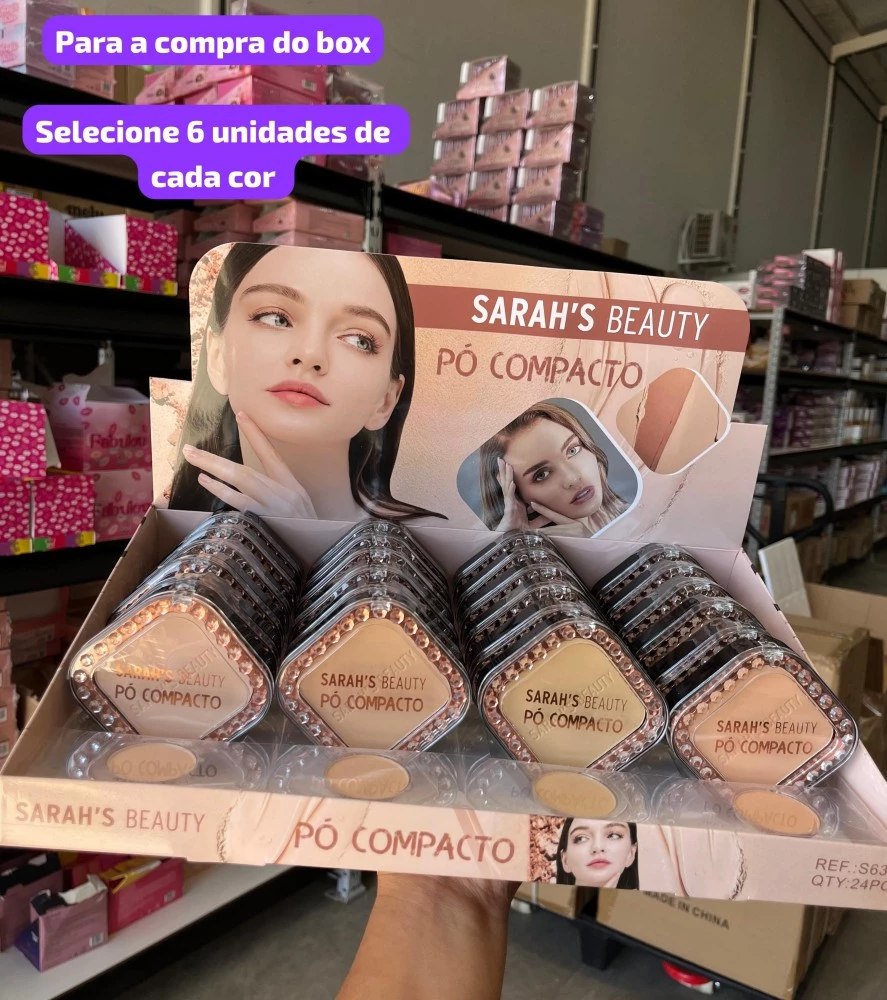 Para a compra do box
Selecione 6 unidades de
cada cor
SARAH'S BEAUTY
PÓ COMPACTO
SARAH'S BEAUTY
PÓ COMPACTO
SARAH'S BEAUTY
PÓ COMPACTO
SARAH'S BEAUTY
PÓ COMPACTO
SARAH'S BEAUTY
PÓ COMPACTO
SARAH'S BEAUTY
PÓ COMPACTO
REF.:S63
QTY:24PC
MADE IN CHINA